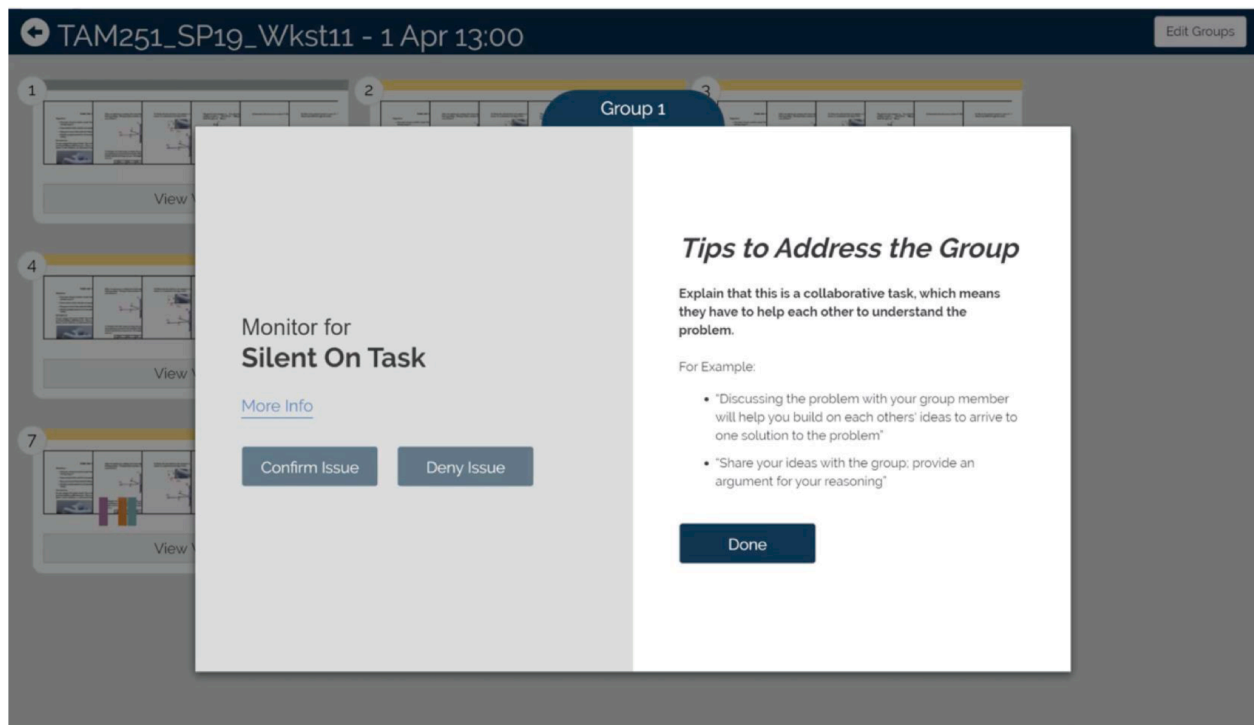 TAM251_SP19_Wkst11 - 1 Apr 13:00
Edit Groups
1
2
3
Group 1
View
4
View
7
View
Monitor for
Silent On Task
More Info
Confirm Issue
Deny Issue
Tips to Address the Group
Explain that this is a collaborative task, which means
they have to help each other to understand the
problem.
For Example:
• "Discussing the problem with your group member
will help you build on each others' ideas to arrive to
one solution to the problem"
• "Share your ideas with the group; provide an
argument for your reasoning"
Done